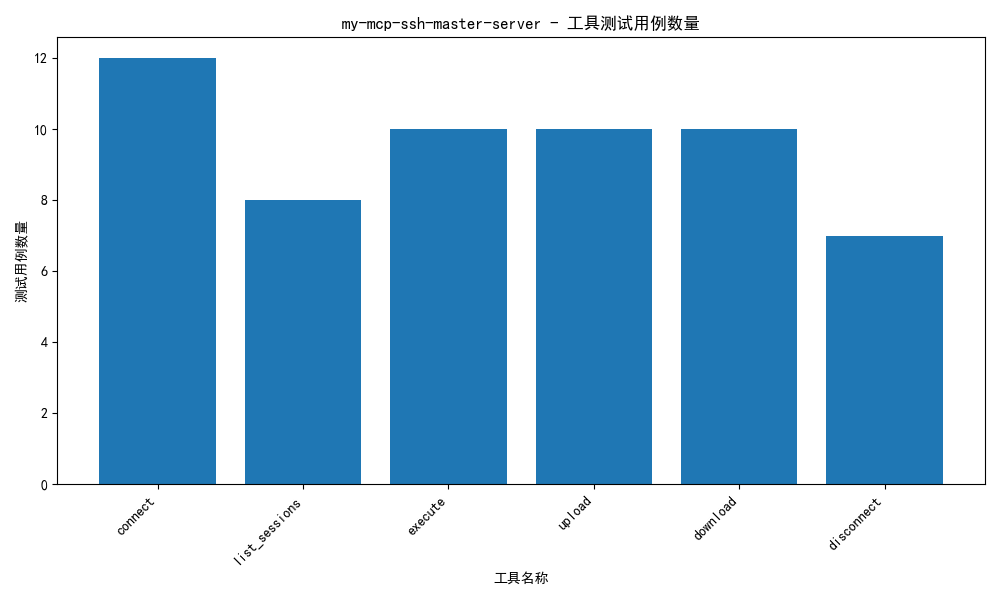 my-mcp-ssh-master-server - 工具测试用例数量
测试用例数量
12
10
8
6
4
2
0
connect
list_sessions
execute
upload
download
disconnect
工具名称